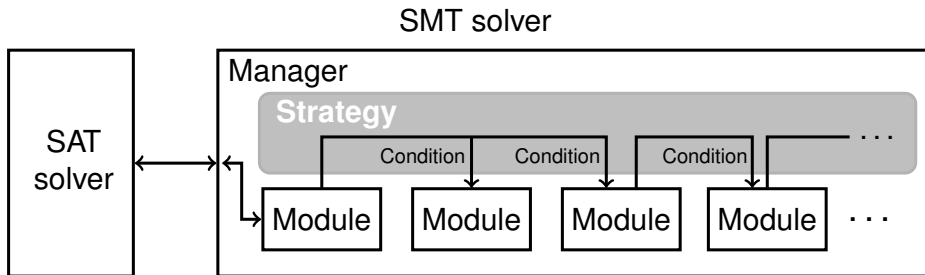 SMT solver
Manager
Strategy
SAT
solver
Condition Condition Condition
. . .
Module Module Module Module . . .